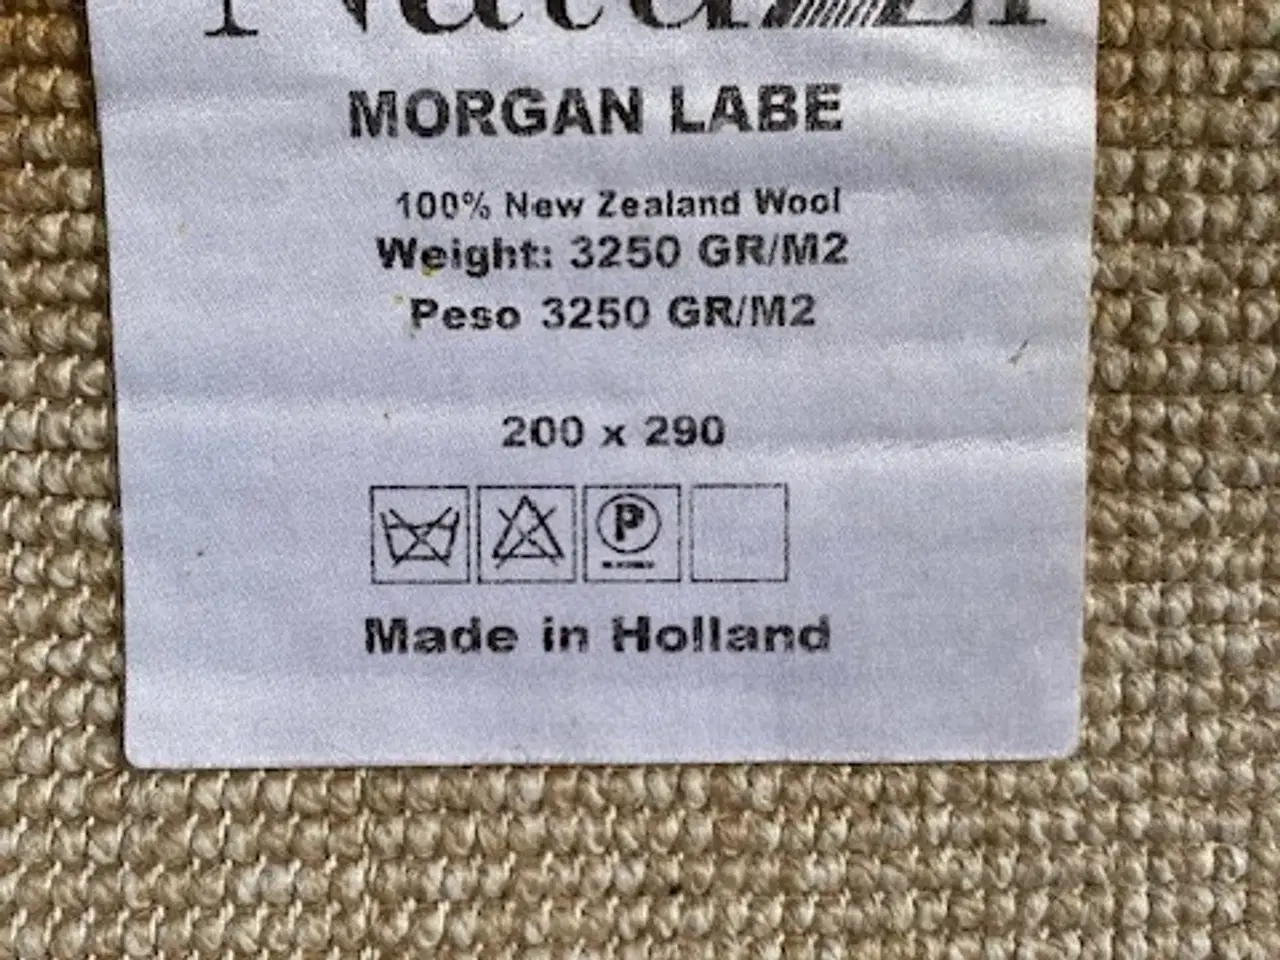 Natuzzi
MORGAN LABE
100% New Zealand Wool
Weight: 3250 GR/M2
Peso 3250 GR/M2
200 x 290
P
Made in Holland